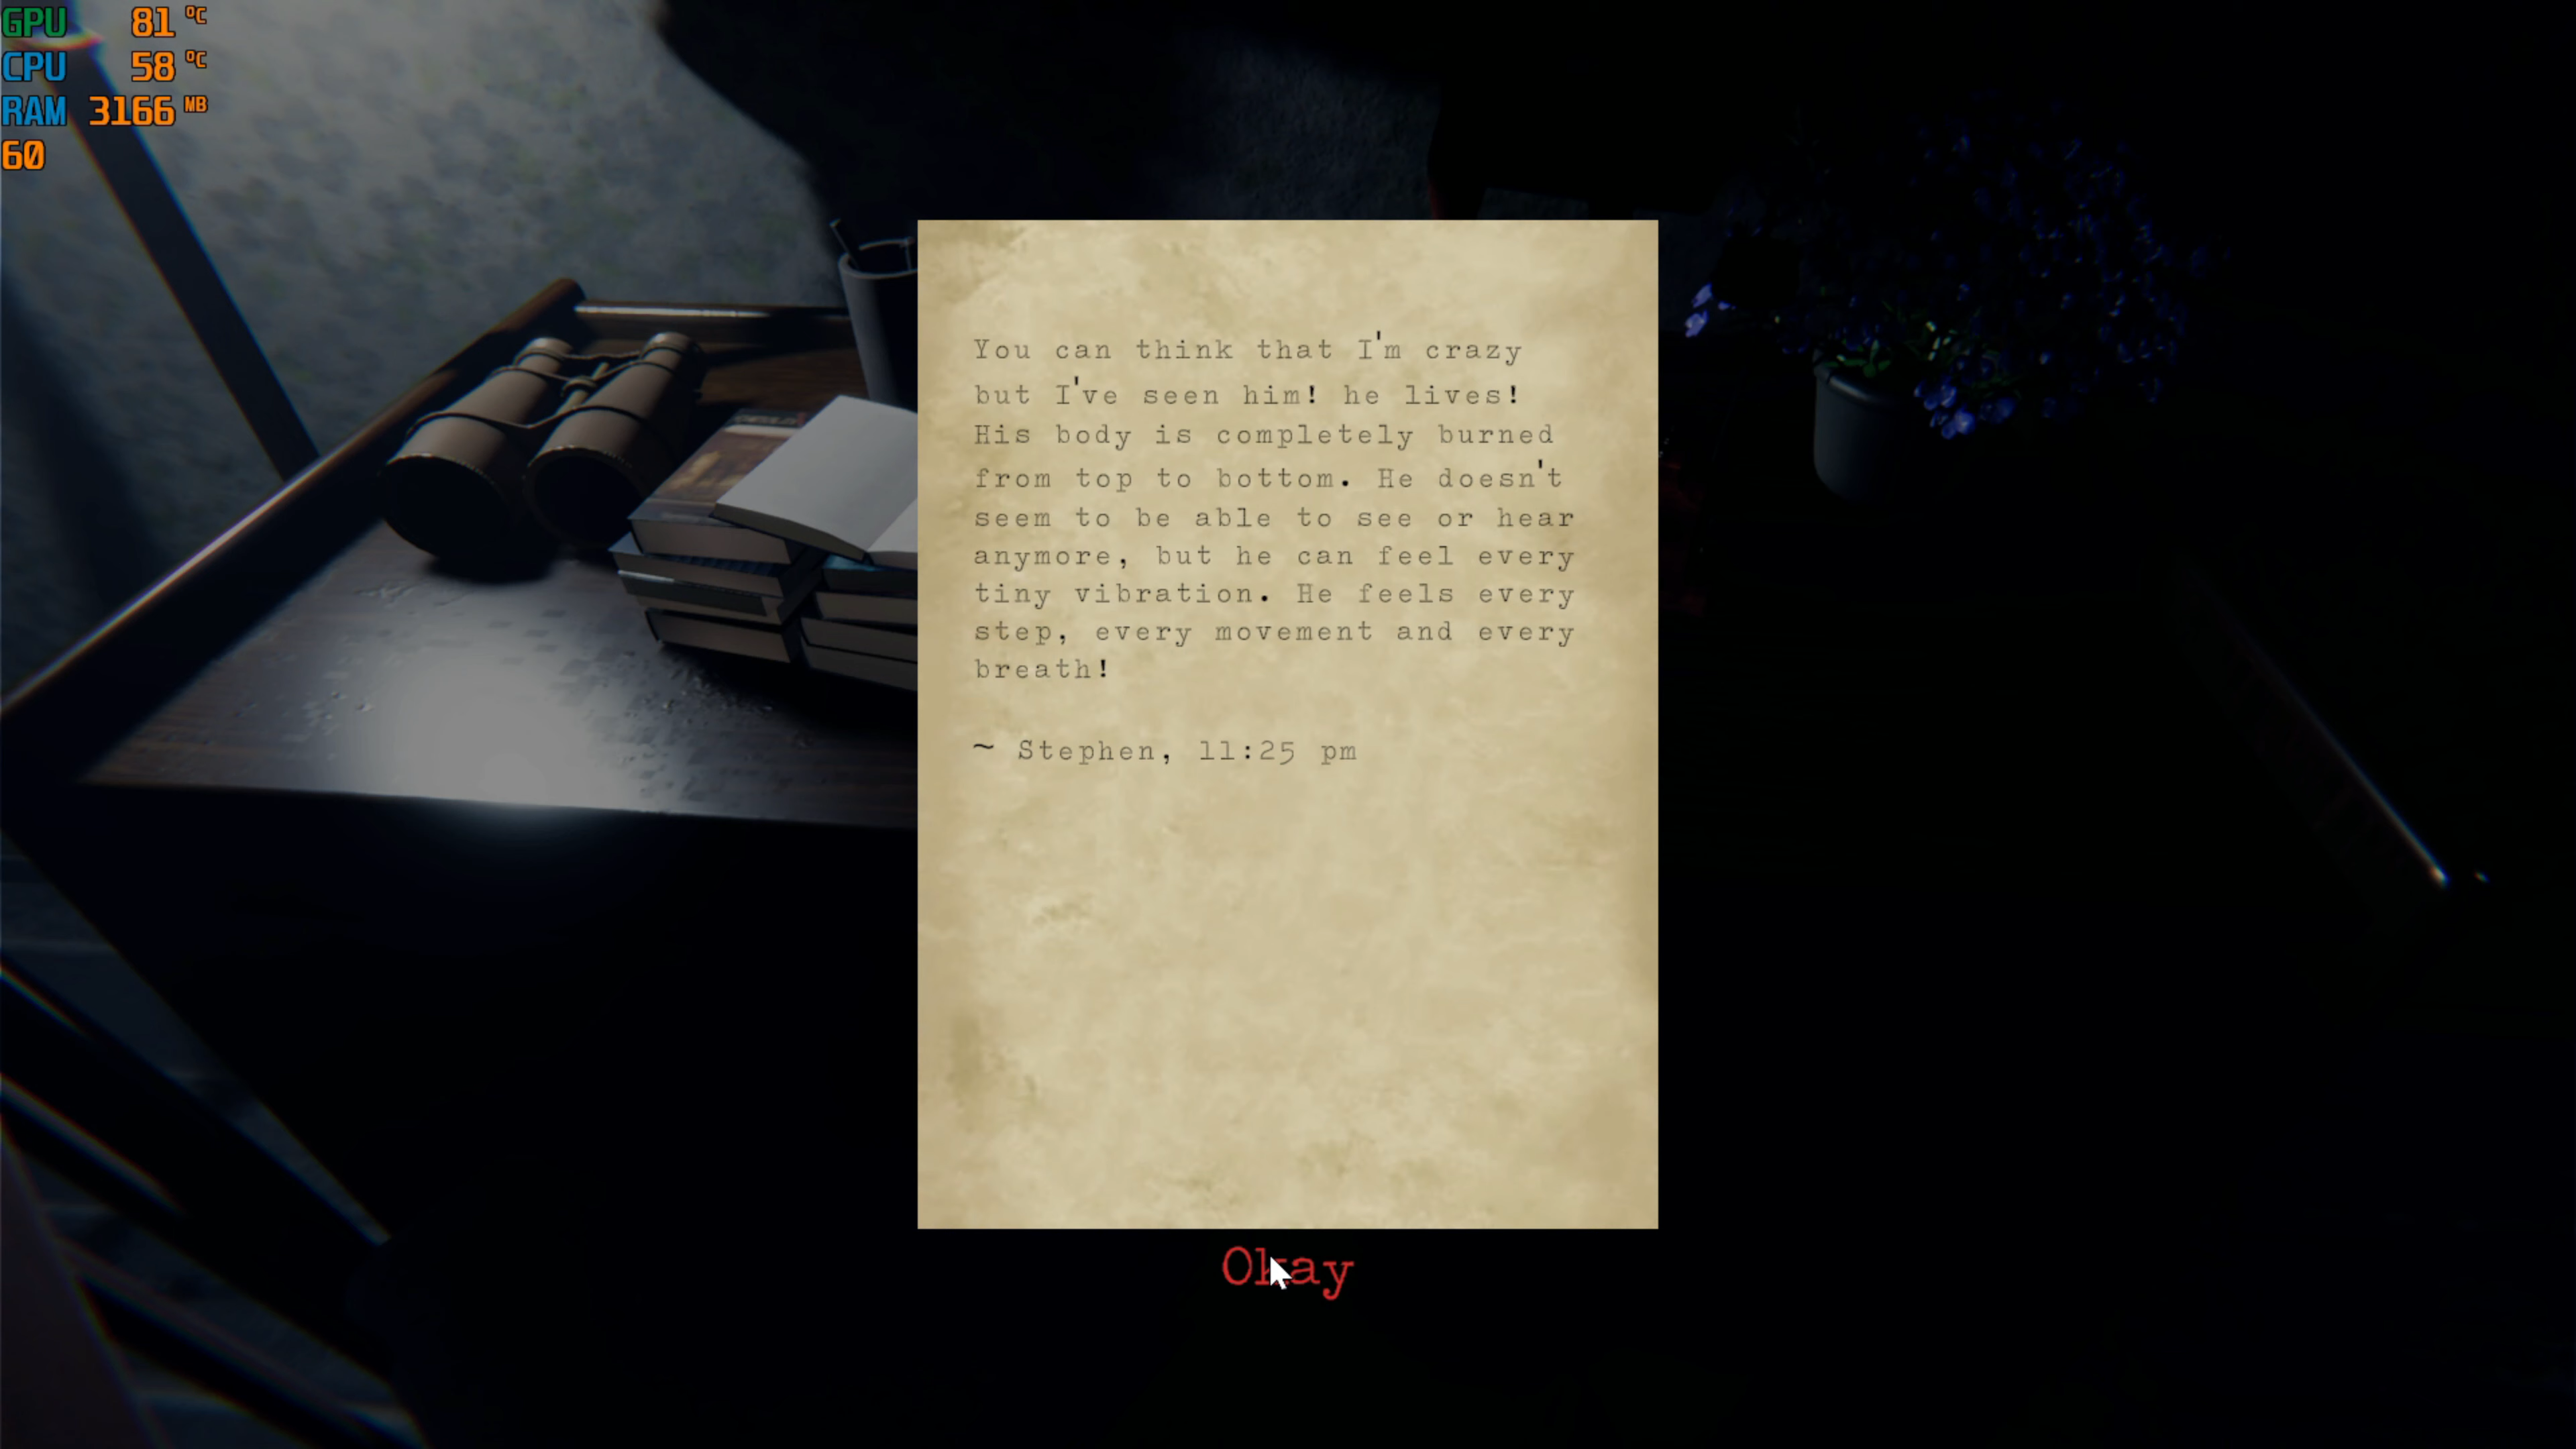 GPU 81 °C
CPU 58 °C
RAM 3166 MB
60
You can think that I'm crazy
but I've seen him! he lives!
His body is completely burned
from top to bottom. He doesn't
seem to be able to see or hear
anymore, but he can feel every
tiny vibration. He feels every
step, every movement and every
breath!
~ Stephen, 11:25 pm
Okay